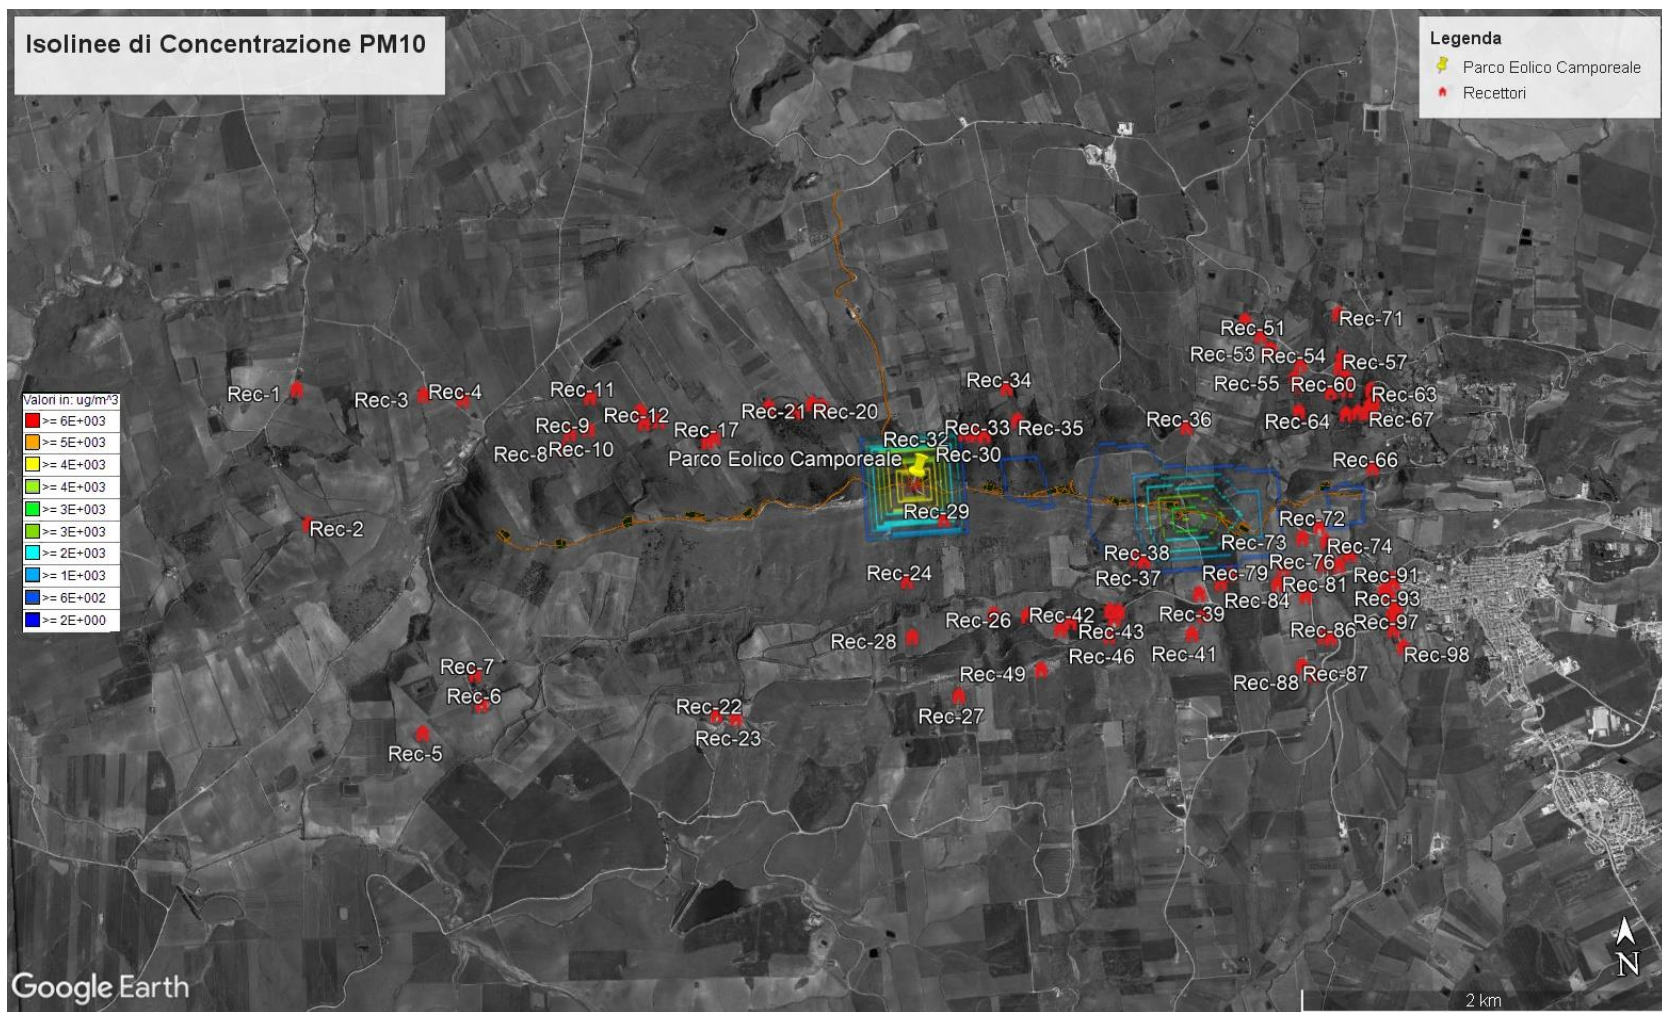 Isolinee di Concentrazione PM10
Legenda
Parco Eolico Camporeale
Recettori
Rec-71
Rec-51
Rec-53
Rec-54
Rec-57
Rec-55
Rec-60
Rec-63
Rec-64
Rec-67
Rec-1
Rec-3
Rec-4
Rec-11
Rec-34
Rec-9
Rec-12
Rec-21
Rec-20
Rec-36
Rec-8
Rec-10
Rec-17
Rec-32
Rec-33
Rec-35
Parco Eolico Camporeale
Rec-30
Rec-66
Valori in: ug/m^3
>= 6E+003
>= 5E+003
>= 4E+003
>= 4E+003
>= 3E+003
>= 3E+003
>= 2E+003
>= 1E+003
>= 6E+002
>= 2E+000
Rec-2
Rec-29
Rec-72
Rec-73
Rec-74
Rec-38
Rec-37
Rec-24
Rec-79
Rec-76
Rec-81
Rec-91
Rec-84
Rec-93
Rec-26
Rec-42
Rec-39
Rec-43
Rec-97
Rec-28
Rec-86
Rec-46
Rec-41
Rec-98
Rec-7
Rec-49
Rec-88
Rec-87
Rec-6
Rec-22
Rec-27
Rec-23
Rec-5
N
Google Earth
2 km